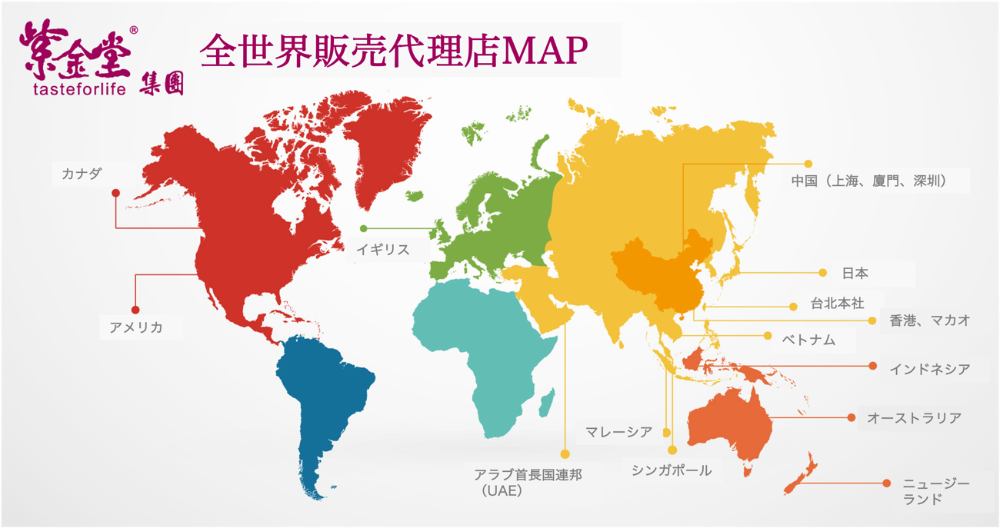 紫金堂®
tasteforlife 集團
全世界販売代理店MAP
カナダ
中国（上海、廈門、深圳）
イギリス
日本
台北本社
アメリカ
香港、マカオ
ベトナム
インドネシア
オーストラリア
マレーシア
シンガポール
アラブ首長国連邦
（UAE）
ニュージー
ランド